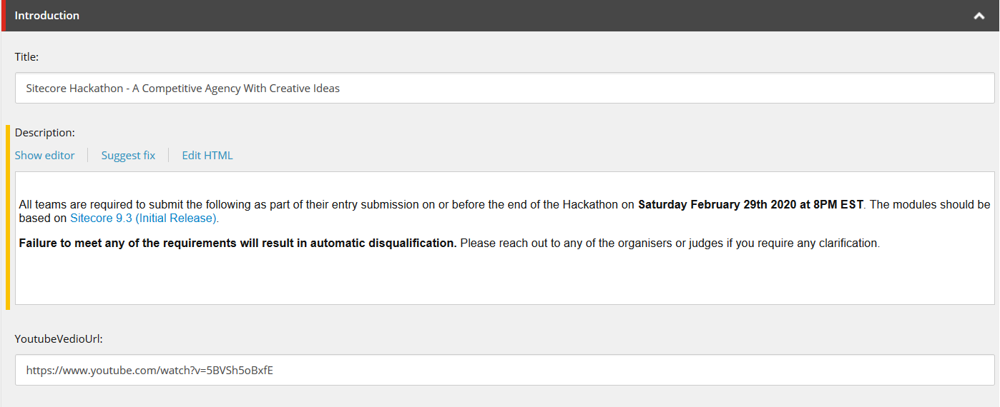 Introduction
Title:
Sitecore Hackathon - A Competitive Agency With Creative Ideas
Description:
Show editor
Suggest fix
Edit HTML
All teams are required to submit the following as part of their entry submission on or before the end of the Hackathon on Saturday February 29th 2020 at 8PM EST. The modules should be
based on Sitecore 9.3 (Initial Release).
Failure to meet any of the requirements will result in automatic disqualification. Please reach out to any of the organisers or judges if you require any clarification.
YoutubeVedioUrl:
https://www.youtube.com/watch?v=5BVSh5oBxfE